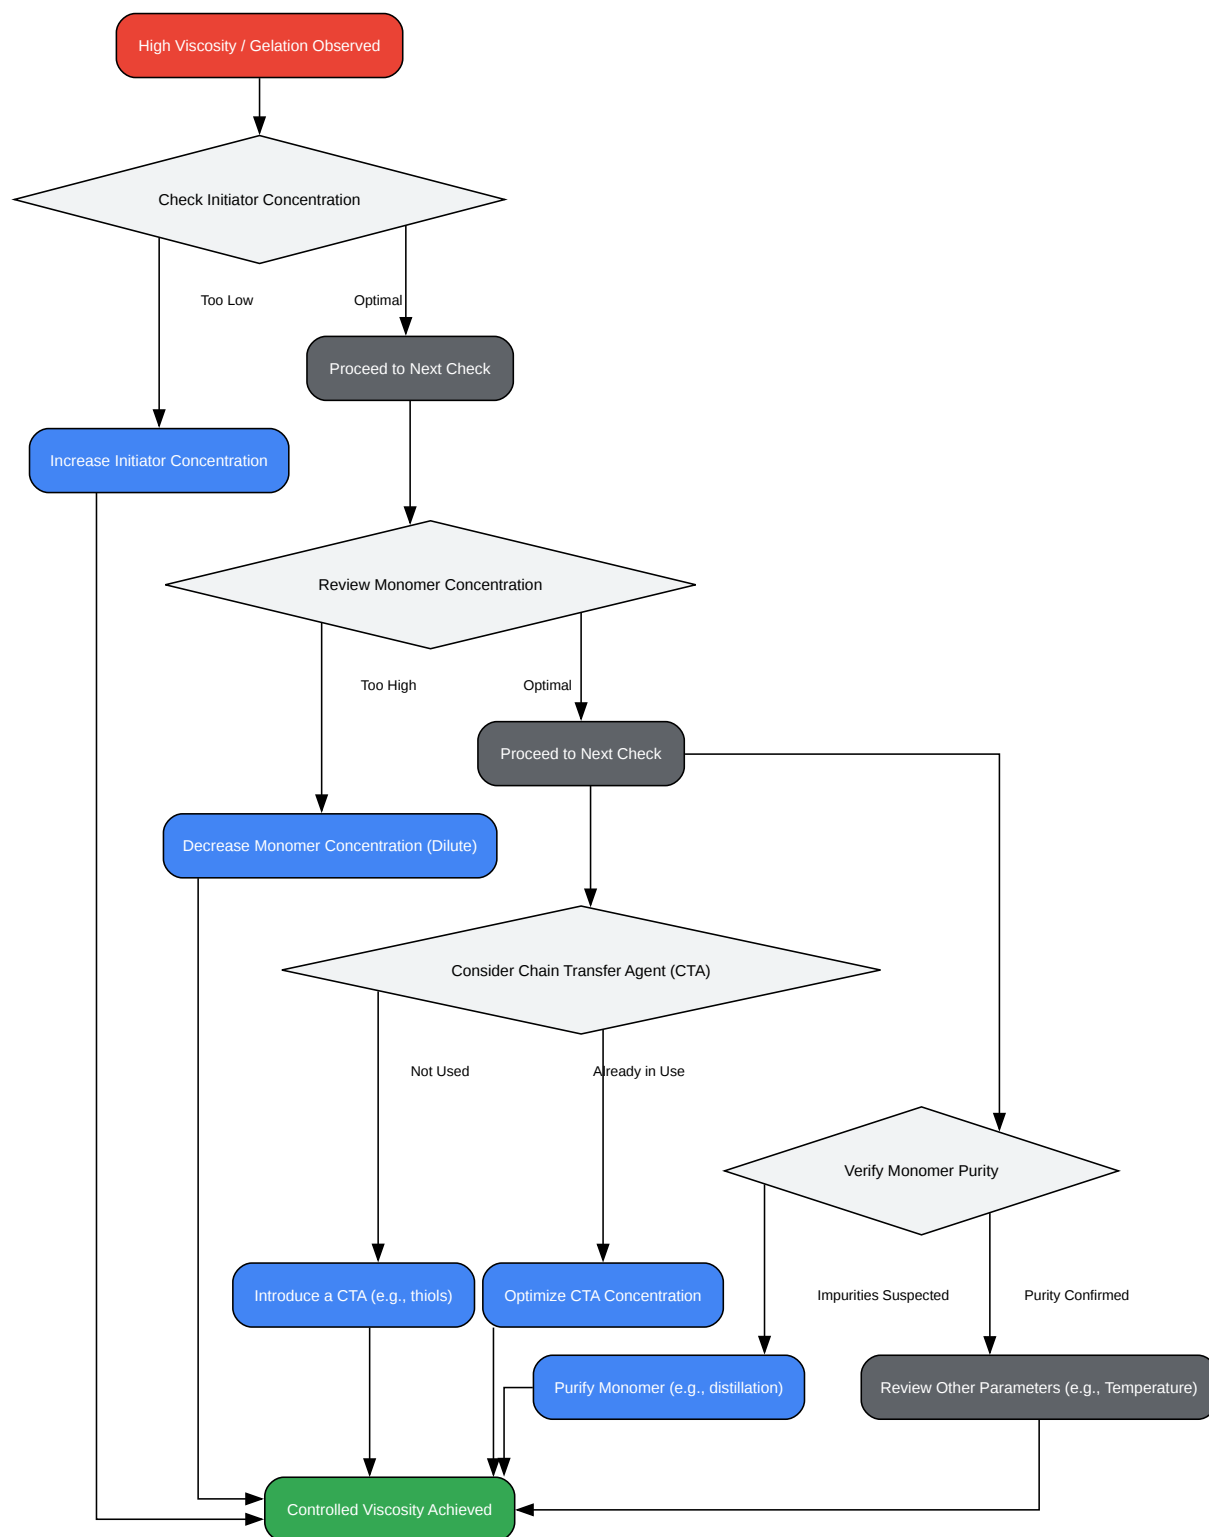 High Viscosity / Gelation Observed
Check Initiator Concentration
Too Low
Optimal
Proceed to Next Check
Increase Initiator Concentration
Review Monomer Concentration
Too High
Optimal
Proceed to Next Check
Decrease Monomer Concentration (Dilute)
Consider Chain Transfer Agent (CTA)
Not Used
Already in Use
Verify Monomer Purity
Introduce a CTA (e.g., thiols)
Optimize CTA Concentration
Impurities Suspected
Purity Confirmed
Purify Monomer (e.g., distillation)
Review Other Parameters (e.g., Temperature)
Controlled Viscosity Achieved